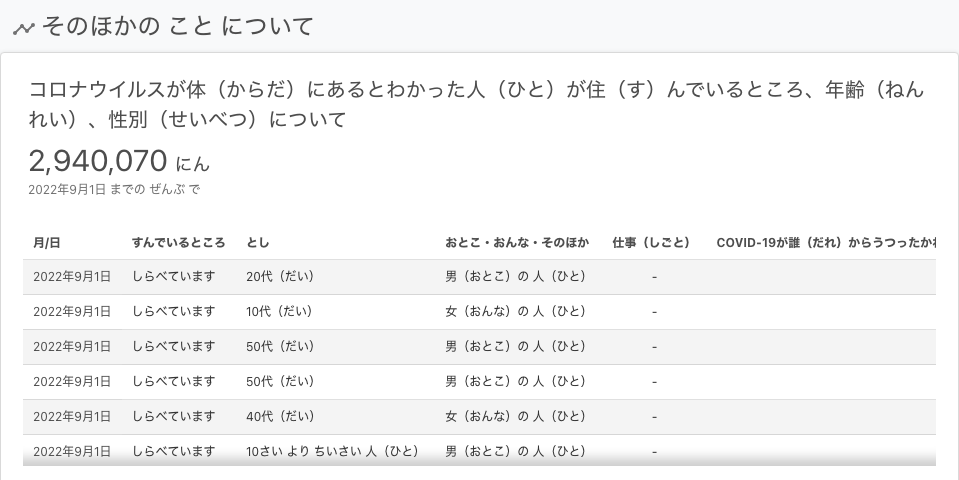 そのほかの こと について
コロナウイルスが体（からだ）にあるとわかった人（ひと）が住（す）んでいるところ、年齢（ねん
れい）、性別（せいべつ）について
2,940,070 にん
2022年9月1日 までの ぜんぶ で
月/日 すんでいるところ とし おとこ・おんな・そのほか 仕事（しごと） COVID-19が誰（だれ）からうつったか
2022年9月1日 しらべています 20代（だい） 男（おとこ）の 人（ひと） -
2022年9月1日 しらべています 10代（だい） 女（おんな）の 人（ひと） -
2022年9月1日 しらべています 50代（だい） 男（おとこ）の 人（ひと） -
2022年9月1日 しらべています 50代（だい） 男（おとこ）の 人（ひと） -
2022年9月1日 しらべています 40代（だい） 女（おんな）の 人（ひと） -
2022年9月1日 しらべています 10さい より ちいさい 人（ひと） 男（おとこ）の 人（ひと） -